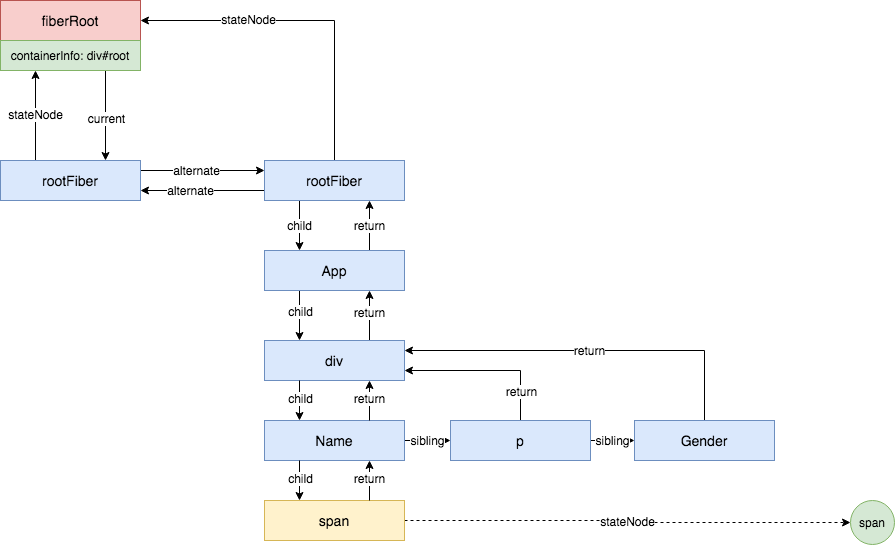 fiberRoot
stateNode
containerInfo: div#root
stateNode
current
alternate
rootFiber
rootFiber
alternate
child
return
App
child
return
return
div
return
child
return
Name
sibling
p
sibling
Gender
child
return
span
stateNode
span